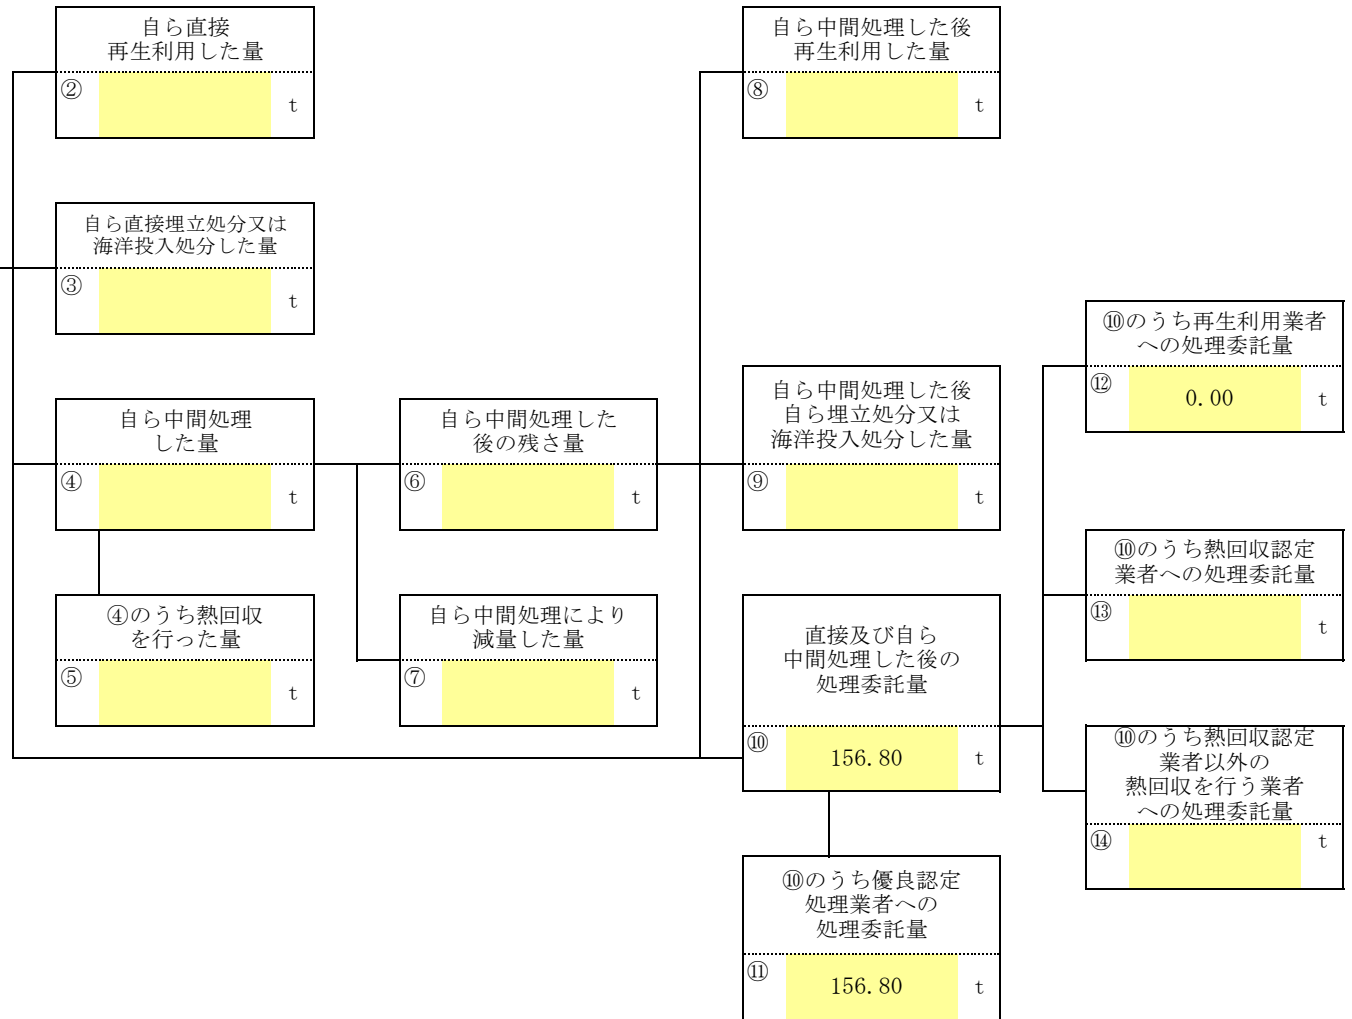 自ら直接
再生利用した量
②
t
自ら中間処理した後
再生利用した量
⑧
t
自ら直接埋立処分又は
海洋投入処分した量
③
t
⑩のうち再生利用業者
への処理委託量
⑫
0.00
t
自ら中間処理
した量
④
t
自ら中間処理した
後の残さ量
⑥
t
自ら中間処理した後
自ら埋立処分又は
海洋投入処分した量
⑨
t
⑩のうち熱回収認定
業者への処理委託量
⑬
t
④のうち熱回収
を行った量
⑤
t
自ら中間処理により
減量した量
⑦
t
直接及び自ら
中間処理した後の
処理委託量
⑩
156.80
t
⑩のうち熱回収認定
業者以外の
熱回収を行う業者
への処理委託量
⑭
t
⑩のうち優良認定
処理業者への
処理委託量
⑪
156.80
t